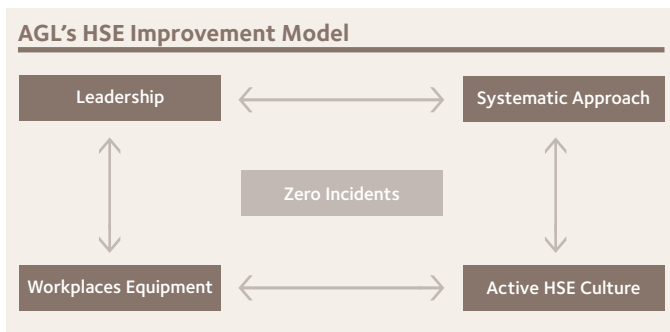 AGL's HSE Improvement Model
Leadership
Systematic Approach
Zero Incidents
Workplaces Equipment
Active HSE Culture